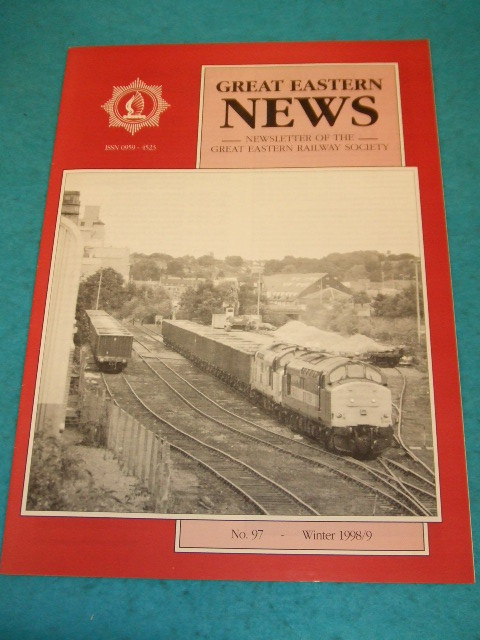 GREAT EASTERN
NEWS
NEWSLETTER OF THE
GREAT EASTERN RAILWAY SOCIETY
ISSN 0959 - 4523
No. 97 - Winter 1998/9